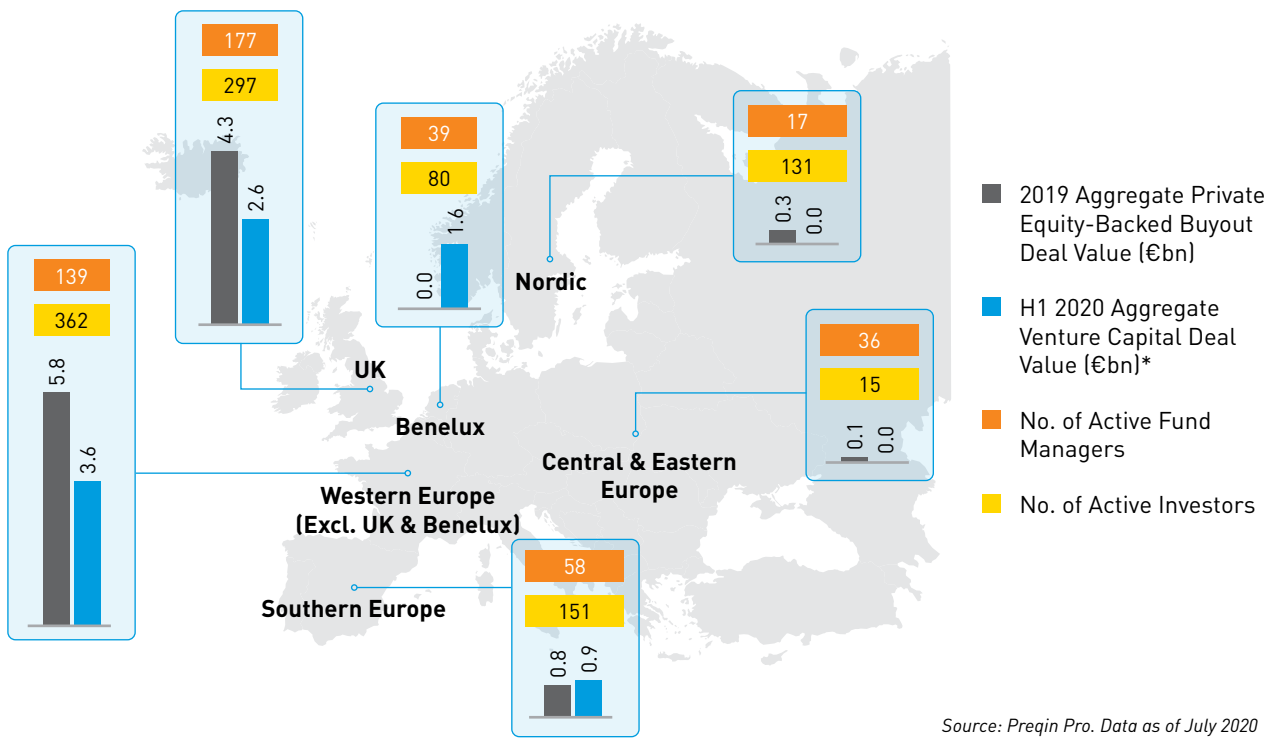 177
297
4.3
2.6
UK
39
80
0.0
1.6
Benelux
17
131
0.3
0.0
Nordic
139
362
5.8
3.6
Western Europe
(Excl. UK & Benelux)
36
15
0.1
0.0
Central & Eastern
Europe
58
151
0.8
0.9
Southern Europe
2019 Aggregate Private
Equity-Backed Buyout
Deal Value (€bn)
H1 2020 Aggregate
Venture Capital Deal
Value (€bn)*
No. of Active Fund
Managers
No. of Active Investors
Source: Preqin Pro. Data as of July 2020